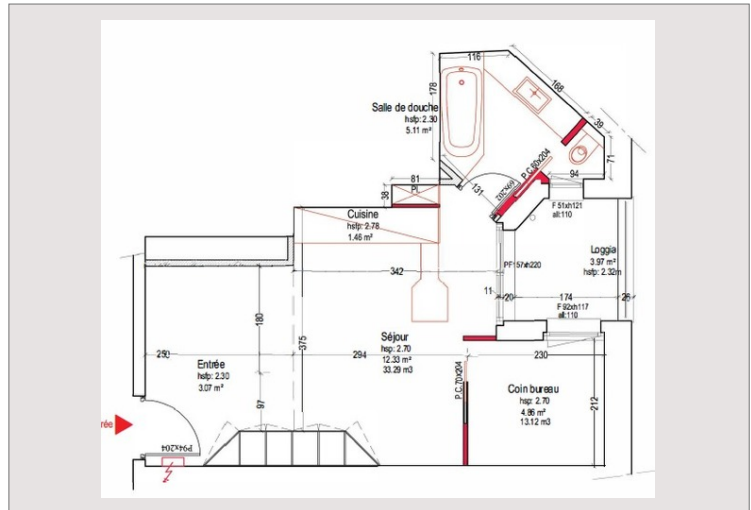 116
178
168
39
71
94
Salle de douche
hsfp: 2.30
5.11 m²
P.C.60x204
69x202
131
81
38
Pl
Cuisine
hsfp: 2.78
1.46 m²
342
F 51xh121
all:110
PF157xh220
Loggia
3.97 m²
hsfp: 2.32m
11
20
174
26
F 92xh117
all:110
180
375
250
294
230
Entrée
hsfp: 2.30
3.07 m²
97
Séjour
hsp: 2.70
12.33 m²
33.29 m3
P.C.70x204
Coin bureau
hsp: 2.70
4.86 m²
13.12 m3
212
rée
P94x204